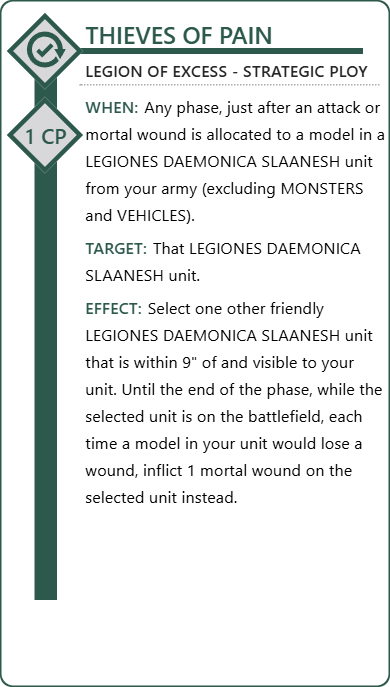 THIEVES OF PAIN
LEGION OF EXCESS - STRATEGIC PLOY
WHEN: Any phase, just after an attack or
1 CP
mortal wound is allocated to a model in a
LEGIONES DAEMONICA SLAANESH unit
from your army (excluding MONSTERS
and VEHICLES).
TARGET: That LEGIONES DAEMONICA
SLAANESH unit.
EFFECT: Select one other friendly
LEGIONES DAEMONICA SLAANESH unit
that is within 9" of and visible to your
unit. Until the end of the phase, while the
selected unit is on the battlefield, each
time a model in your unit would lose a
wound, inflict 1 mortal wound on the
selected unit instead.